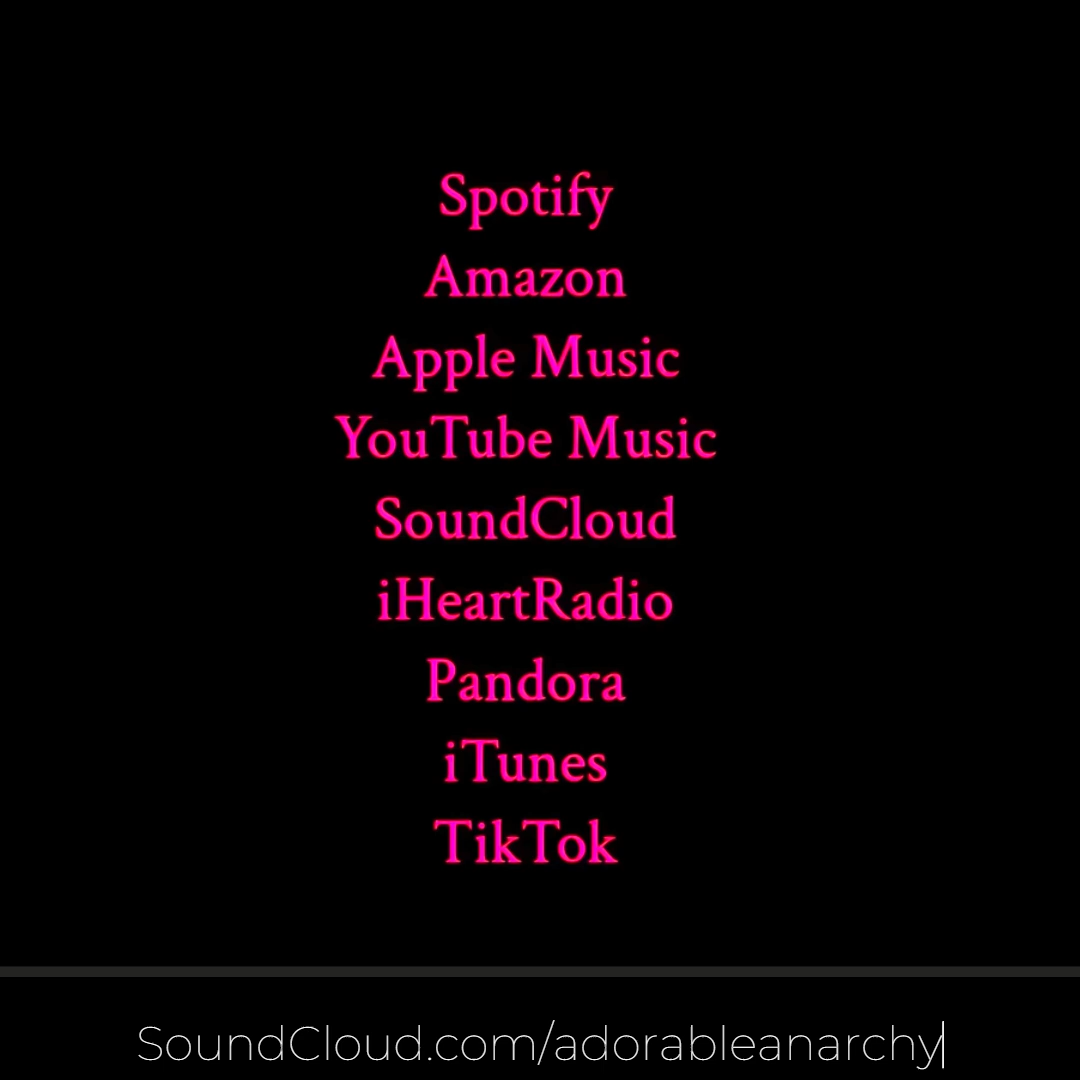 Spotify
Amazon
Apple Music
YouTube Music
SoundCloud
iHeartRadio
Pandora
iTunes
TikTok
SoundCloud.com/adorableanarchy